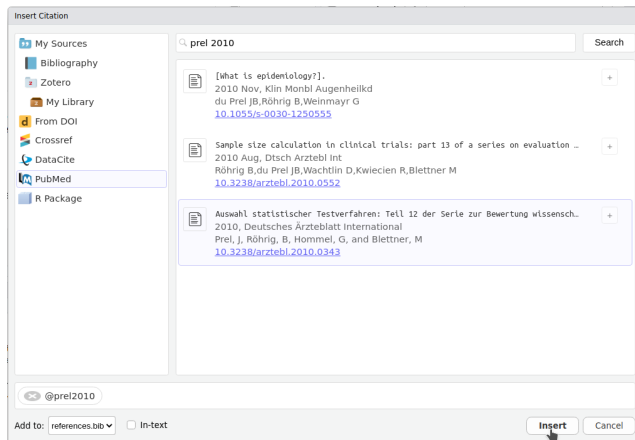 Insert Citation
My Sources
Bibliography
Zotero
My Library
From DOI
Crossref
DataCite
PubMed
R Package
prel 2010
Search
[What is epidemiology?].
2010 Nov, Klin Monbl Augenheilkd
du Prel JB,Röhrig B,Weinmayr G
10.1055/s-0030-1250555
+
Sample size calculation in clinical trials: part 13 of a series on evaluation …
2010 Aug, Dtsch Arztebl Int
Röhrig B,du Prel JB,Wachtlin D,Kwiecien R,Blettner M
10.3238/arztebl.2010.0552
+
Auswahl statistischer Testverfahren: Teil 12 der Serie zur Bewertung wissensch…
2010, Deutsches Ärzteblatt International
Prel, J, Röhrig, B, Hommel, G, and Blettner, M
10.3238/arztebl.2010.0343
+
@prel2010
Add to: references.bib
In-text
Insert
Cancel